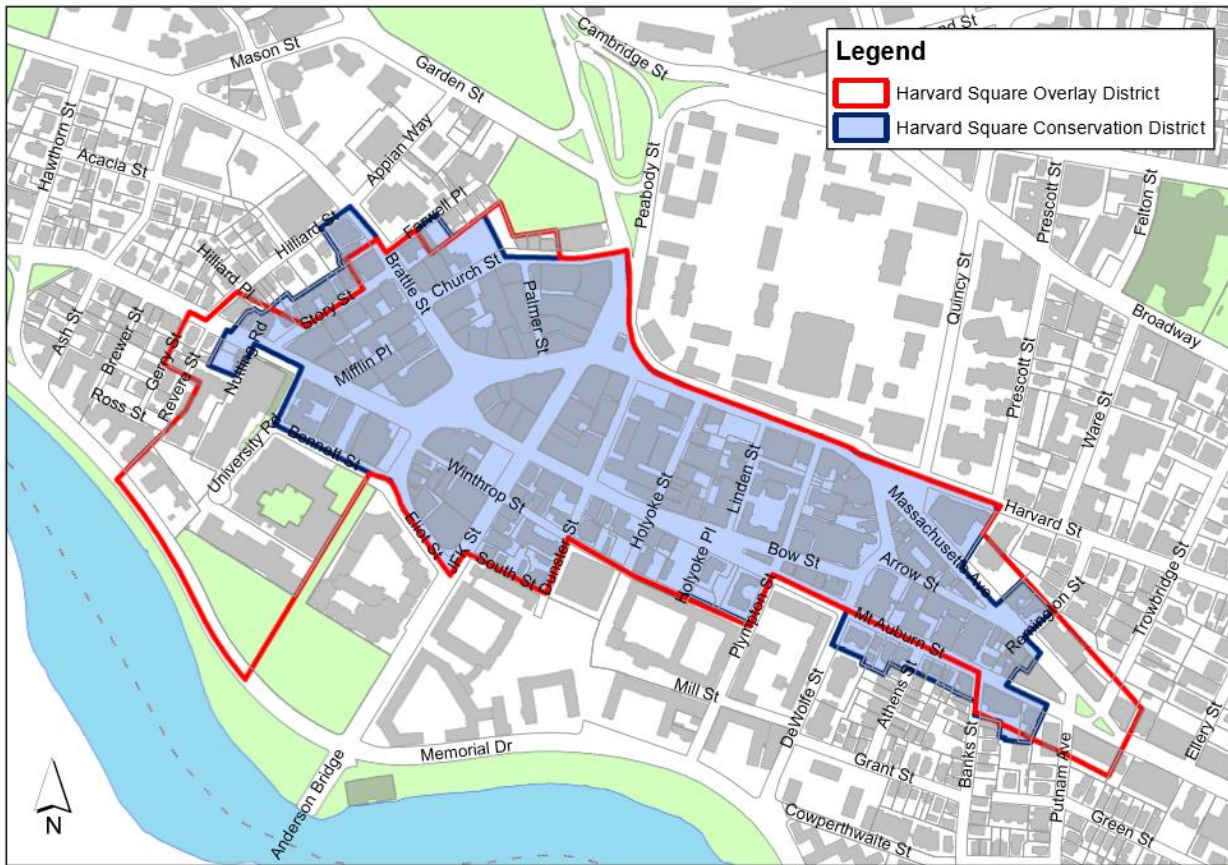 Legend
Harvard Square Overlay District
Harvard Square Conservation District
Mason St
Garden St
Cambridge St
Hawthorn St
Acacia St
Appian Way
Peabody St
Prescott St
Felton St
Farwell Pl
Hilliard St
Hilliard Pl
Church St
Brattle St
Palmer St
Story St
Quincy St
Broadway
Ash St
Brewer St
Gerry St
Revere St
Nutting Rd
Mifflin Pl
Ross St
University Rd
Bennett St
Prescott St
Ware St
Winthrop St
Holyoke St
Linden St
Massachusetts Ave
Harvard St
Eliot St
JFK St
South St
Dunster St
Holyoke Pl
Bow St
Arrow St
Plympton St
Mt Auburn St
Remington St
Trowbridge St
Mill St
DeWolfe St
Athens St
Banks St
Putnam Ave
Ellery St
Memorial Dr
Anderson Bridge
Grant St
Cowperthwaite St
Green St
N